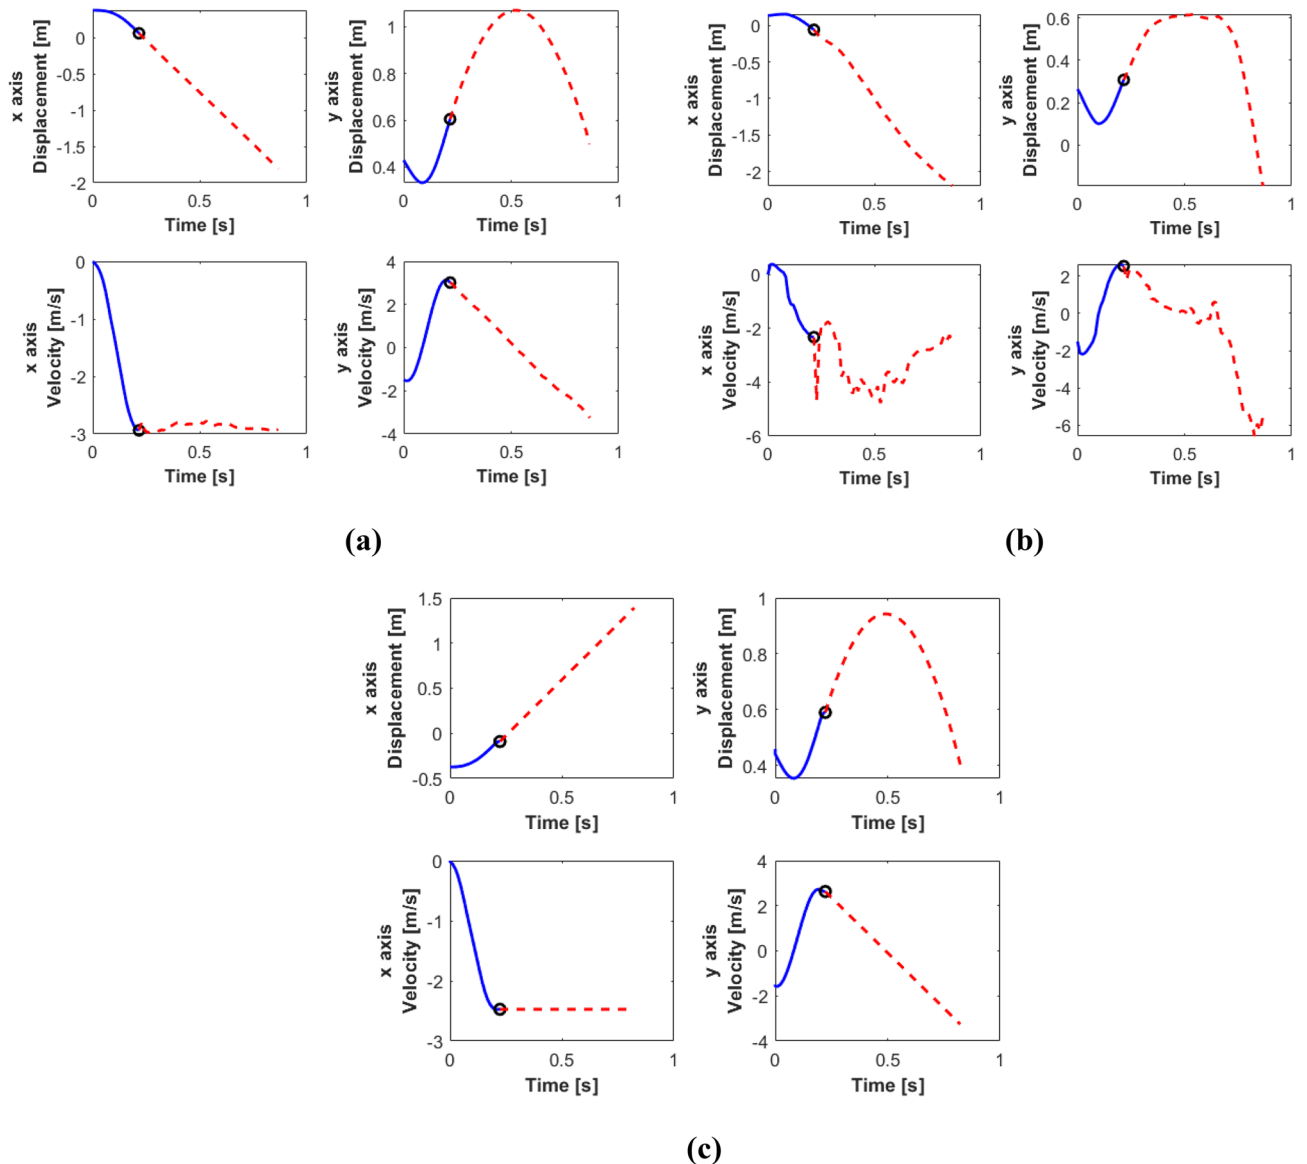 x axis
Displacement [m]
0
-0.5
-1
-1.5
-2
0
0.5
1
Time [s]
y axis
Displacement [m]
1
0.8
0.6
0.4
0
0.5
1
Time [s]
x axis
Displacement [m]
0
-0.5
-1
-1.5
-2
0
0.5
1
Time [s]
y axis
Displacement [m]
0.6
0.4
0.2
0
0
0.5
1
Time [s]
x axis
Velocity [m/s]
0
-1
-2
-3
0
0.5
1
Time [s]
y axis
Velocity [m/s]
4
2
0
-2
-4
0
0.5
1
Time [s]
x axis
Velocity [m/s]
0
-2
-4
-6
0
0.5
1
Time [s]
y axis
Velocity [m/s]
2
0
-2
-4
-6
0
0.5
1
Time [s]
(a)
(b)
x axis
Displacement [m]
1.5
1
0.5
0
-0.5
0
0.5
1
Time [s]
y axis
Displacement [m]
1
0.8
0.6
0.4
0
0.5
1
Time [s]
x axis
Velocity [m/s]
0
-1
-2
-3
0
0.5
1
Time [s]
y axis
Velocity [m/s]
4
2
0
-2
-4
0
0.5
1
Time [s]
(c)